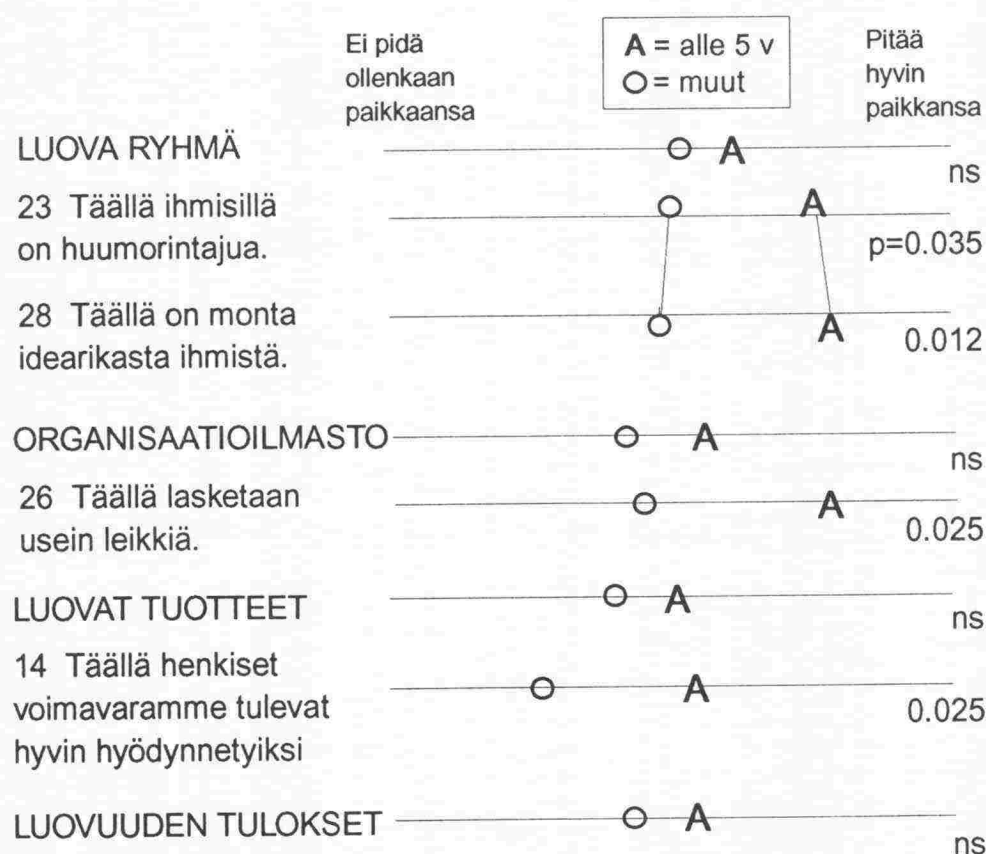 Ei pidä
ollenkaan
paikkaansa
A = alle 5 v
O = muut
Pitää
hyvin
paikkansa
LUOVA RYHMÄ
ns
23 Täällä ihmisillä
on huumorintajua.
p=0.035
28 Täällä on monta
idearikasta ihmistä.
0.012
ORGANISAATIOILMASTO
ns
26 Täällä lasketaan
usein leikkiä.
0.025
LUOVAT TUOTTEET
ns
14 Täällä henkiset
voimavaramme tulevat
hyvin hyödynnetyiksi
0.025
LUOVUUDEN TULOKSET
ns